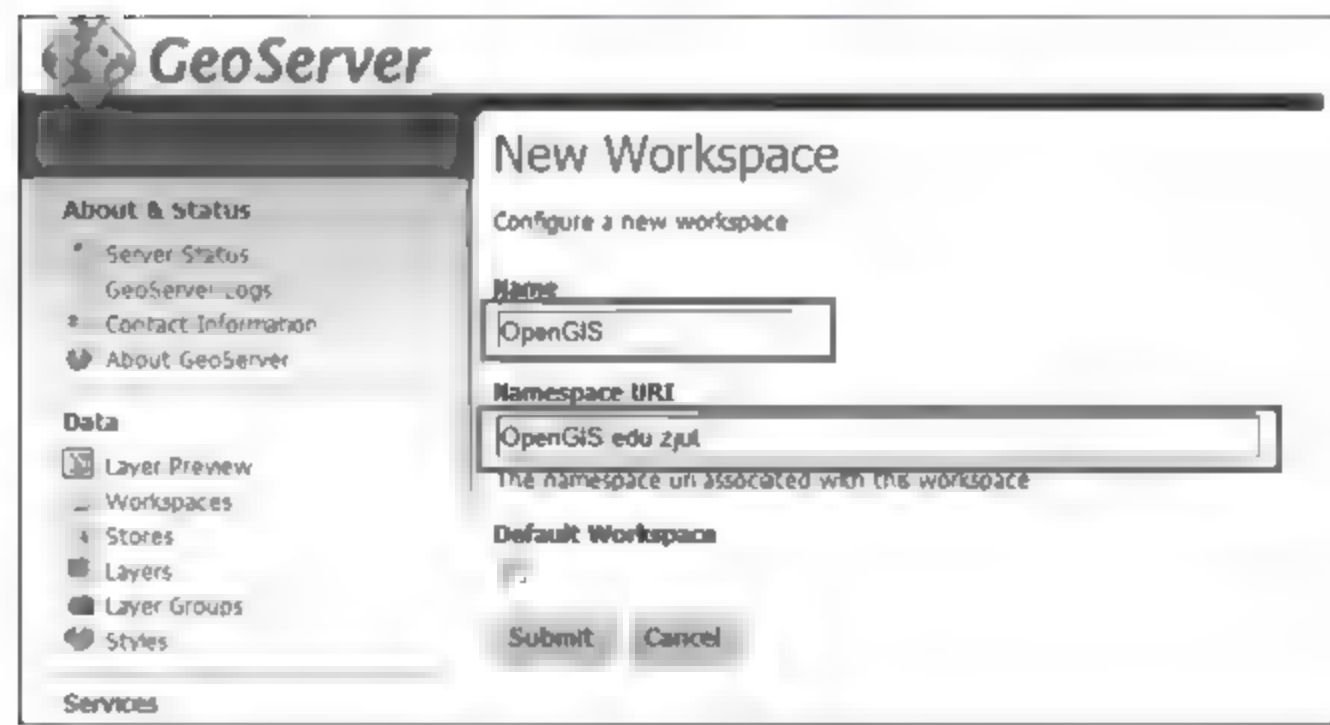 GeoServer
About & Status
Server Status
GeoServer Logs
Contact Information
About GeoServer
Data
Layer Preview
Workspaces
Stores
Layers
Layer Groups
Styles
Services
New Workspace
Configure a new workspace
Name
OpenGIS
Namespace URI
OpenGIS edu zjut
The namespace uri associated with this workspace
Default Workspace
Submit Cancel